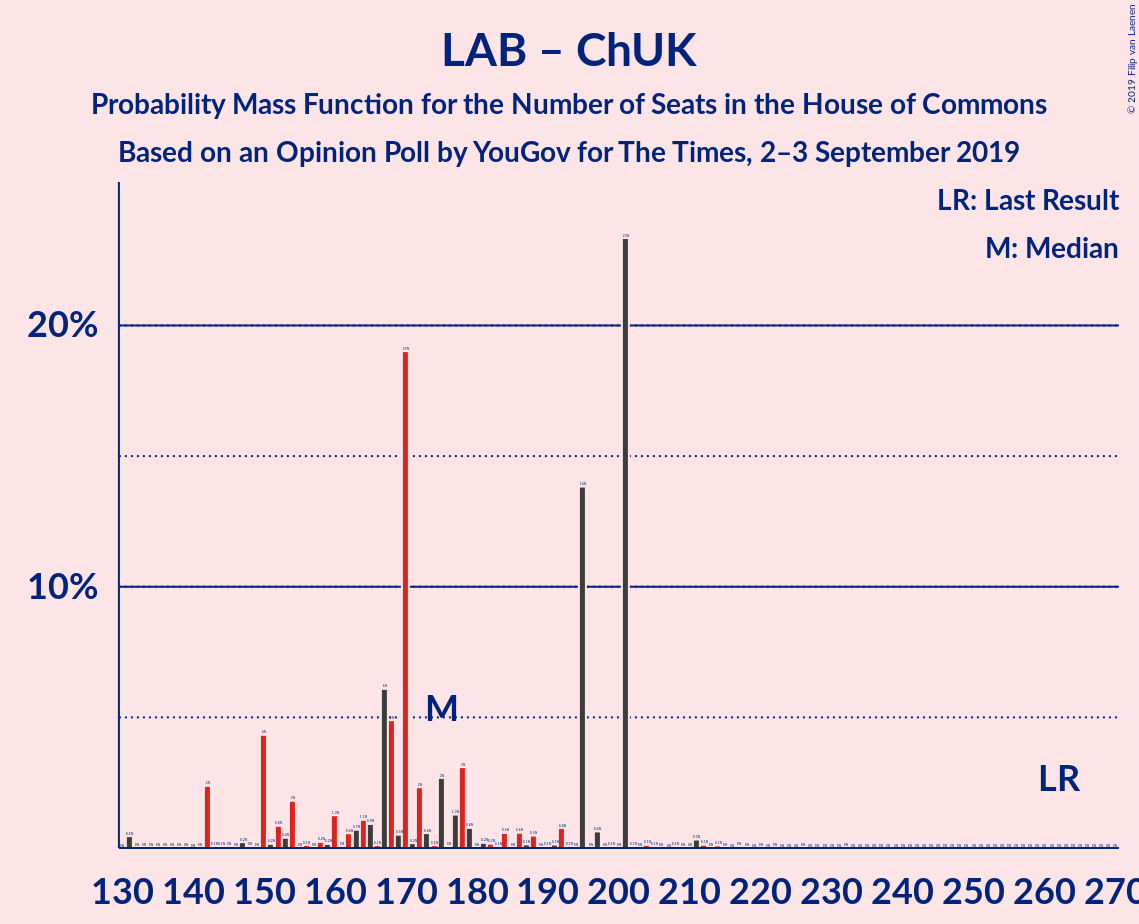 LAB – ChUK
Probability Mass Function for the Number of Seats in the House of Commons
Based on an Opinion Poll by YouGov for The Times, 2–3 September 2019
© 2019 Filip van Laenen
LR: Last Result
M: Median
20%
10%
M
LR
130 140 150 160 170 180 190 200 210 220 230 240 250 260 270